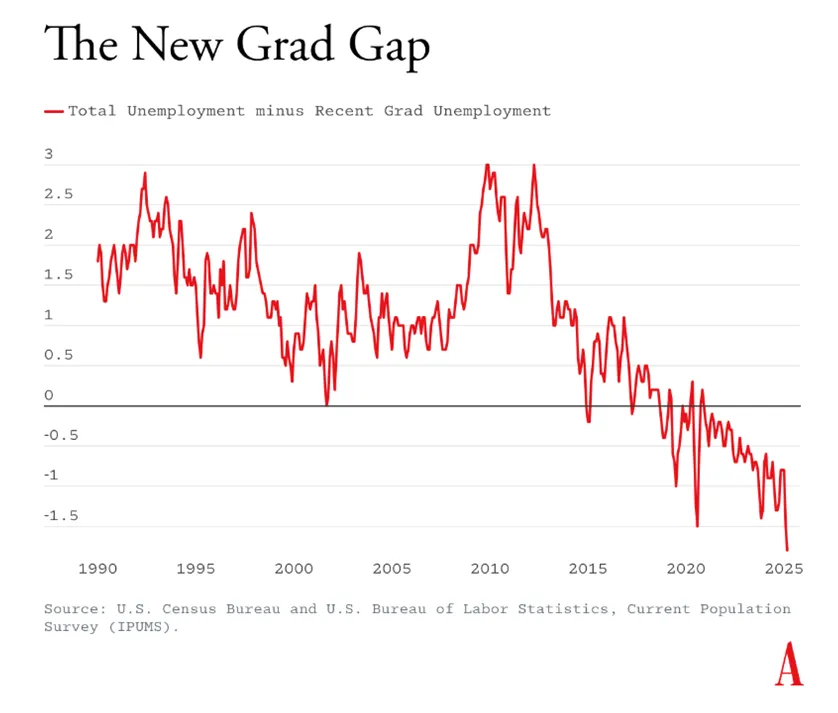 The New Grad Gap
Total Unemployment minus Recent Grad Unemployment
3
2.5
2
1.5
1
0.5
0
-0.5
-1
-1.5
1990 1995 2000 2005 2010 2015 2020 2025
Source: U.S. Census Bureau and U.S. Bureau of Labor Statistics, Current Population
Survey (IPUMS).
A